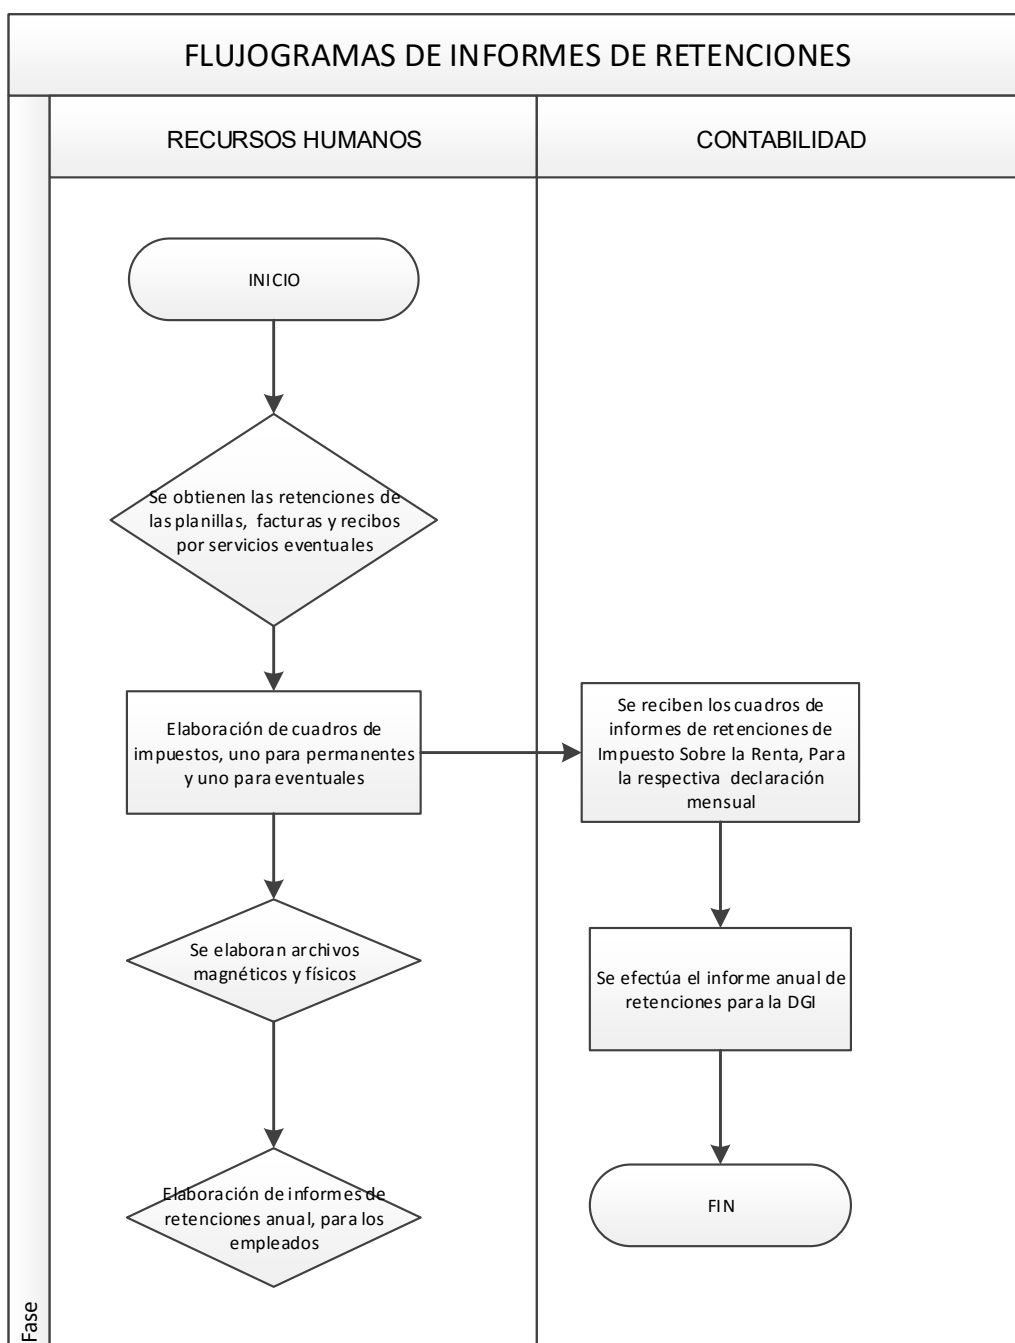 FLUJOGRAMAS DE INFORMES DE RETENCIONES
RECURSOS HUMANOS
CONTABILIDAD
INICIO
Se obtienen las retenciones de
las planillas, facturas y recibos
por servicios eventuales
Elaboración de cuadros de
impuestos, uno para permanentes
y uno para eventuales
Se reciben los cuadros de
informes de retenciones de
Impuesto Sobre la Renta, Para
la respectiva declaración
mensual
Se elaboran archivos
magnéticos y físicos
Se efectúa el informe anual de
retenciones para la DGI
Elaboración de informes de
retenciones anual, para los
empleados
FIN
Fase